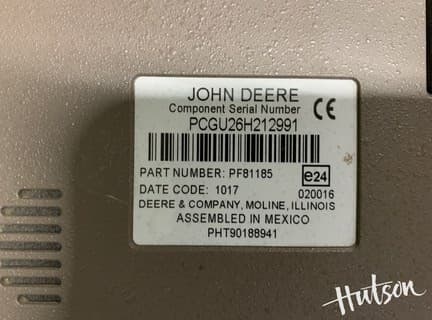 JOHN DEERE
Component Serial Number
CE
PCGU26H212991
PART NUMBER: PF81185
e24
DATE CODE: 1017
020016
DEERE & COMPANY, MOLINE, ILLINOIS
ASSEMBLED IN MEXICO
PHT90188941
Hutson